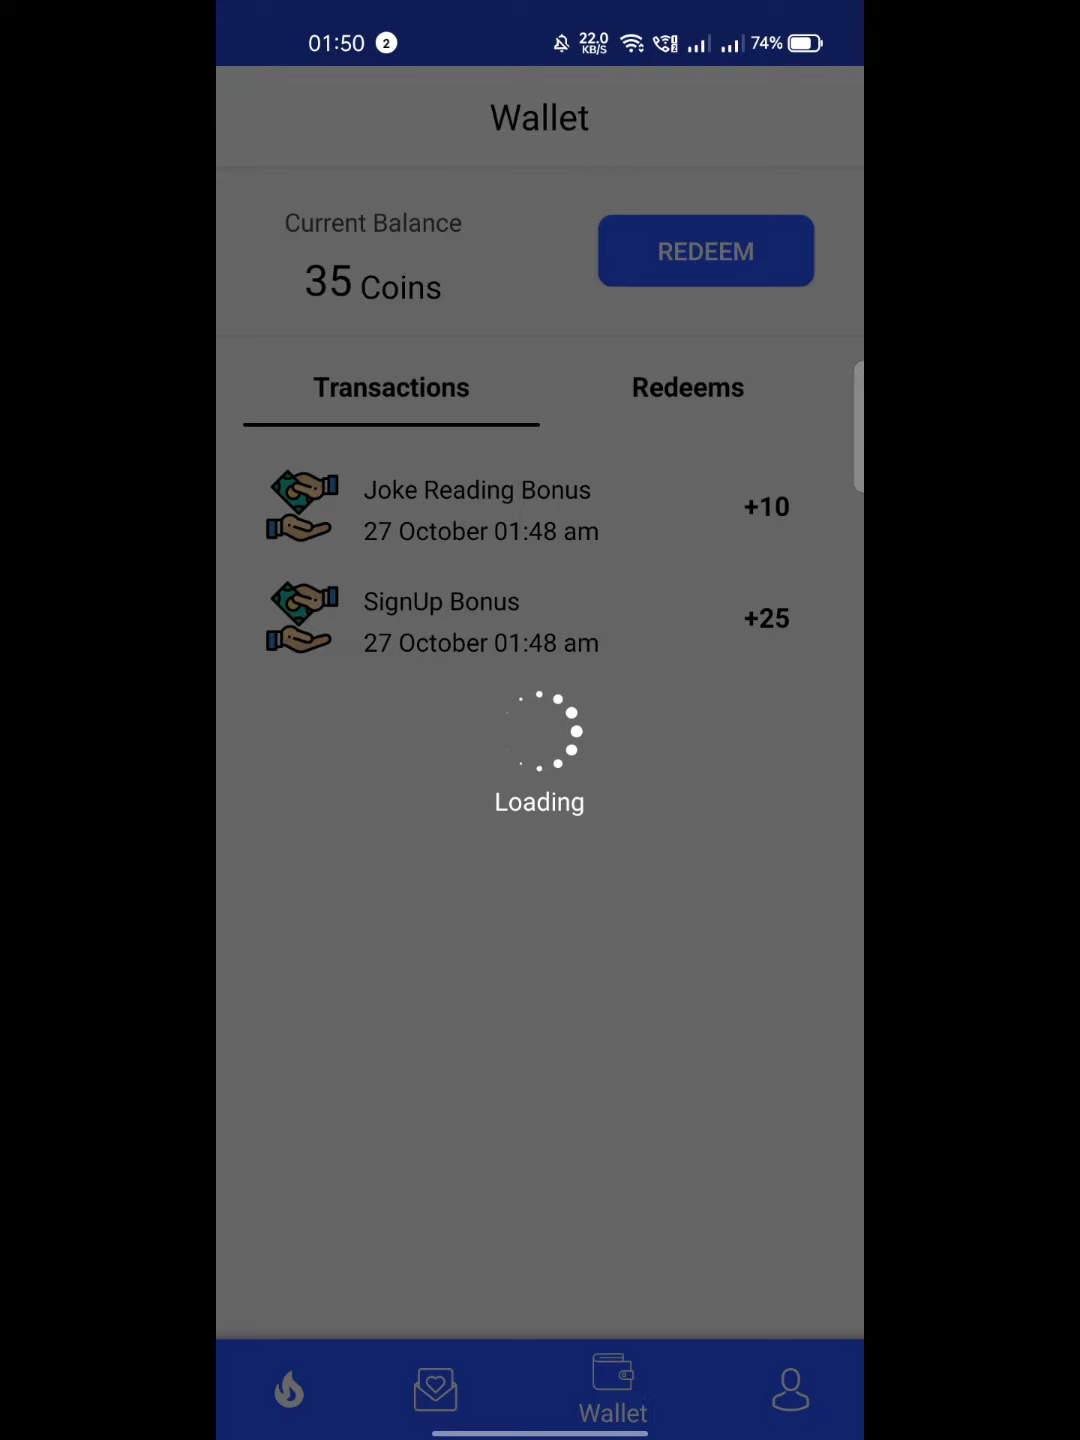 01:50 2 22.0 KB/S 74%
Wallet
Current Balance
35 Coins
REDEEM
Transactions Redeems
Joke Reading Bonus
27 October 01:48 am
+10
SignUp Bonus
27 October 01:48 am
+25
Loading
Wallet